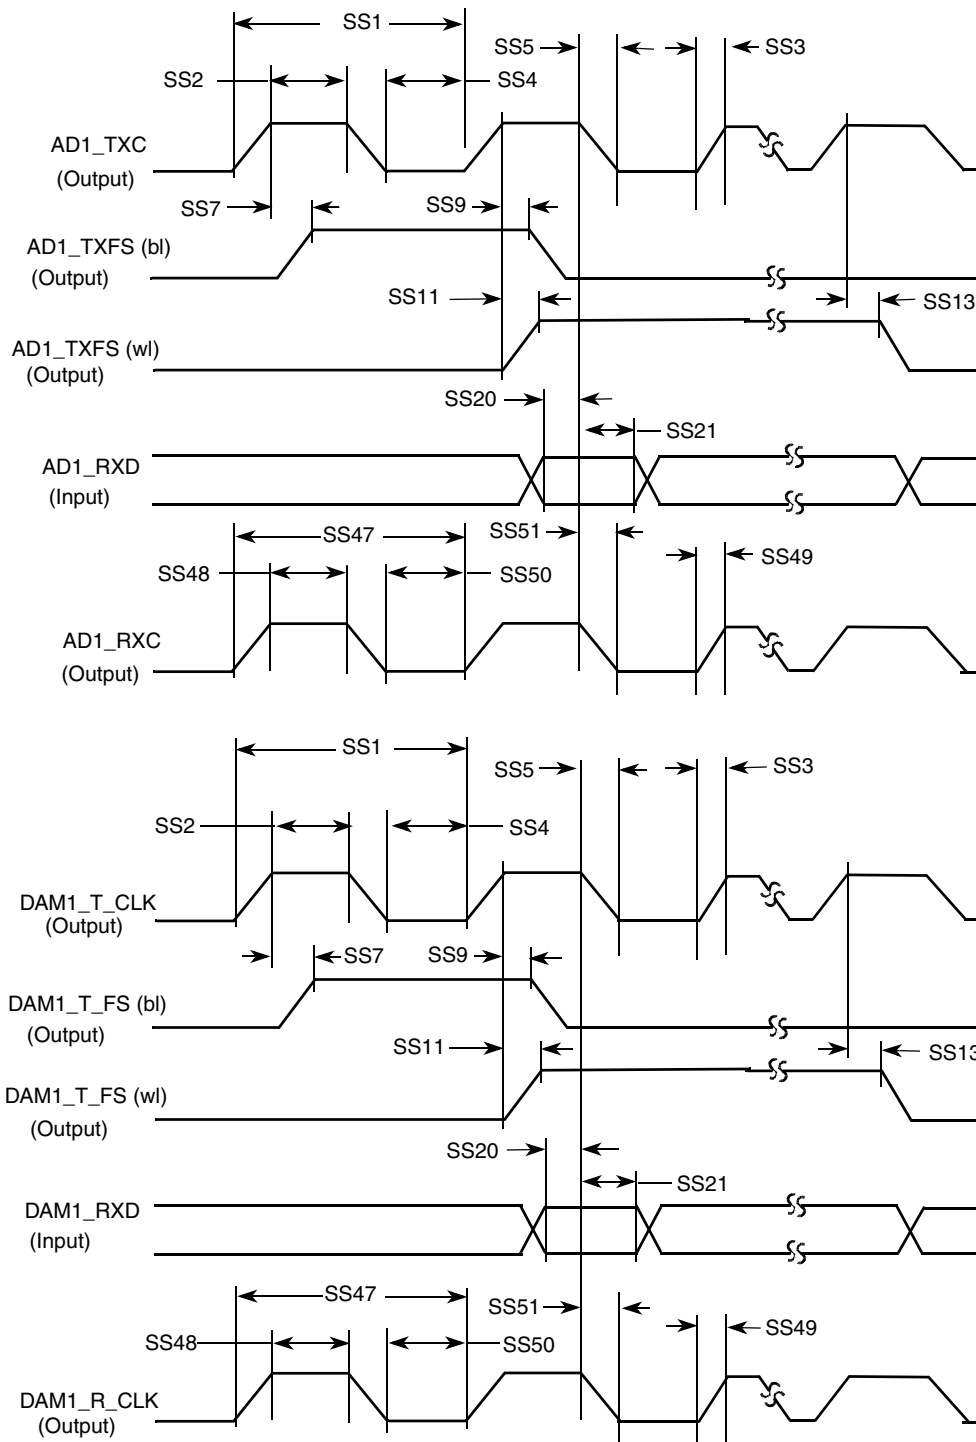 SS1
SS5
SS3
SS2
SS4
AD1_TXC
(Output)
SS7
SS9
AD1_TXFS (bl)
(Output)
SS11
SS13
AD1_TXFS (wl)
(Output)
SS20
SS21
AD1_RXD
(Input)
SS47
SS51
SS49
SS48
SS50
AD1_RXC
(Output)
SS1
SS5
SS3
SS2
SS4
DAM1_T_CLK
(Output)
SS7
SS9
DAM1_T_FS (bl)
(Output)
SS11
SS13
DAM1_T_FS (wl)
(Output)
SS20
SS21
DAM1_RXD
(Input)
SS47
SS51
SS49
SS48
SS50
DAM1_R_CLK
(Output)